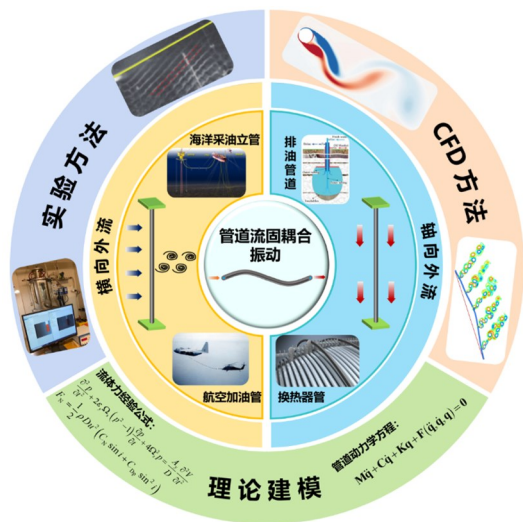 实验方法
CFD方法
海洋采油立管
排油管道
横向外流
轴向外流
管道流固耦合
振动
航空加油管
换热器管
流体力经验公式:
管道动力学方程:
Mq̈+Cq̇+Kq+F(q̈,q̇,q)=0
理论建模